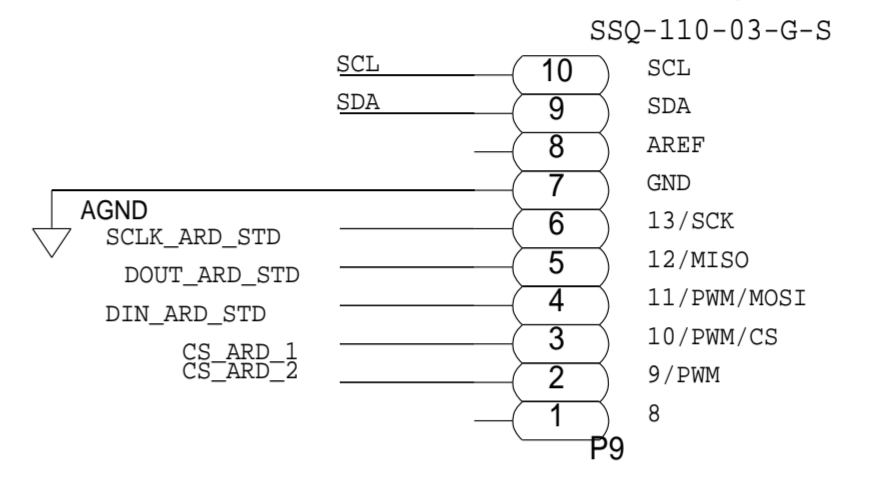 SSQ-110-03-G-S
SCL 10 SCL
SDA 9 SDA
8 AREF
7 GND
AGND
SCLK_ARD_STD 6 13/SCK
DOUT_ARD_STD 5 12/MISO
DIN_ARD_STD 4 11/PWM/MOSI
CS_ARD_1 3 10/PWM/CS
CS_ARD_2 2 9/PWM
1 8
P9